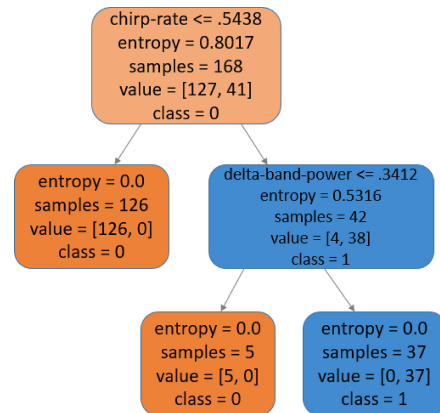 chirp-rate <= .5438
entropy = 0.8017
samples = 168
value = [127, 41]
class = 0
entropy = 0.0
samples = 126
value = [126, 0]
class = 0
delta-band-power <= .3412
entropy = 0.5316
samples = 42
value = [4, 38]
class = 1
entropy = 0.0
samples = 5
value = [5, 0]
class = 0
entropy = 0.0
samples = 37
value = [0, 37]
class = 1